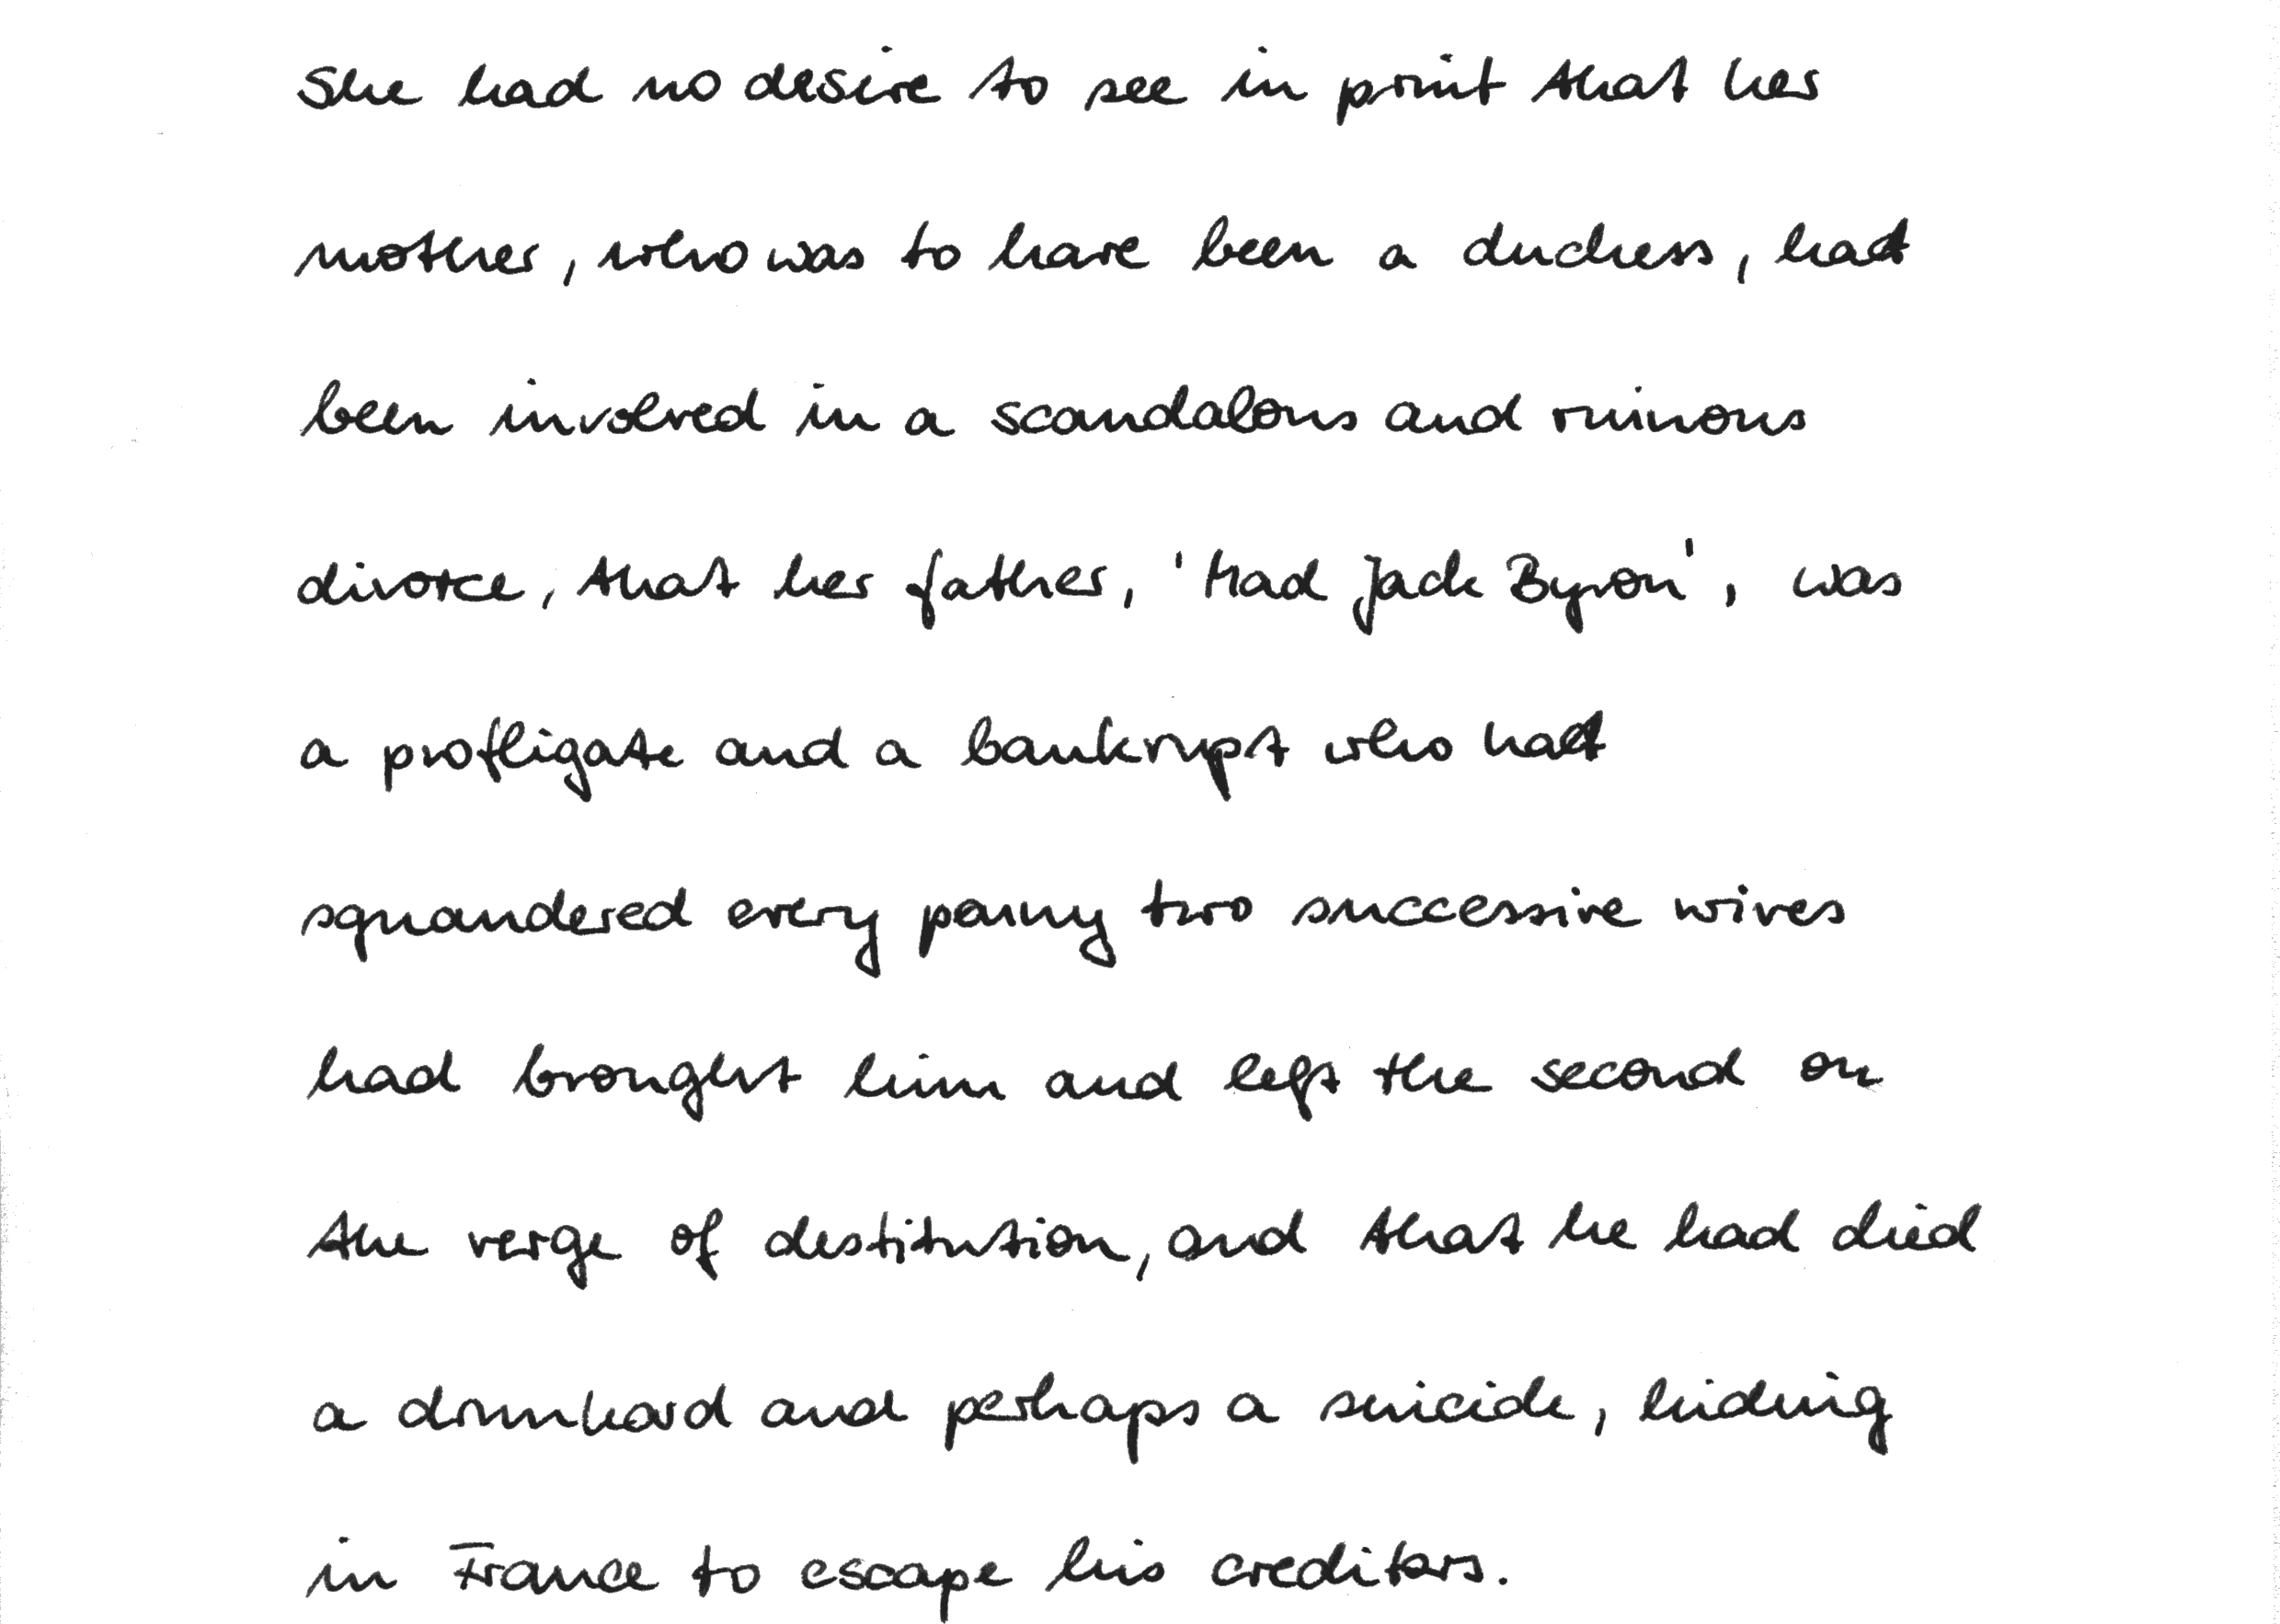 She had no desire to see in print that her
mother, who was to have been a duchess, had
been involved in a scandalous and ruinous
divorce, that her father, 'Mad Jack Byron', was
a profligate and a bankrupt who had
squandered every penny two successive wives
had brought him and left the second on
the verge of destitution, and that he had died
a drunkard and perhaps a suicide, hiding
in France to escape his creditors.